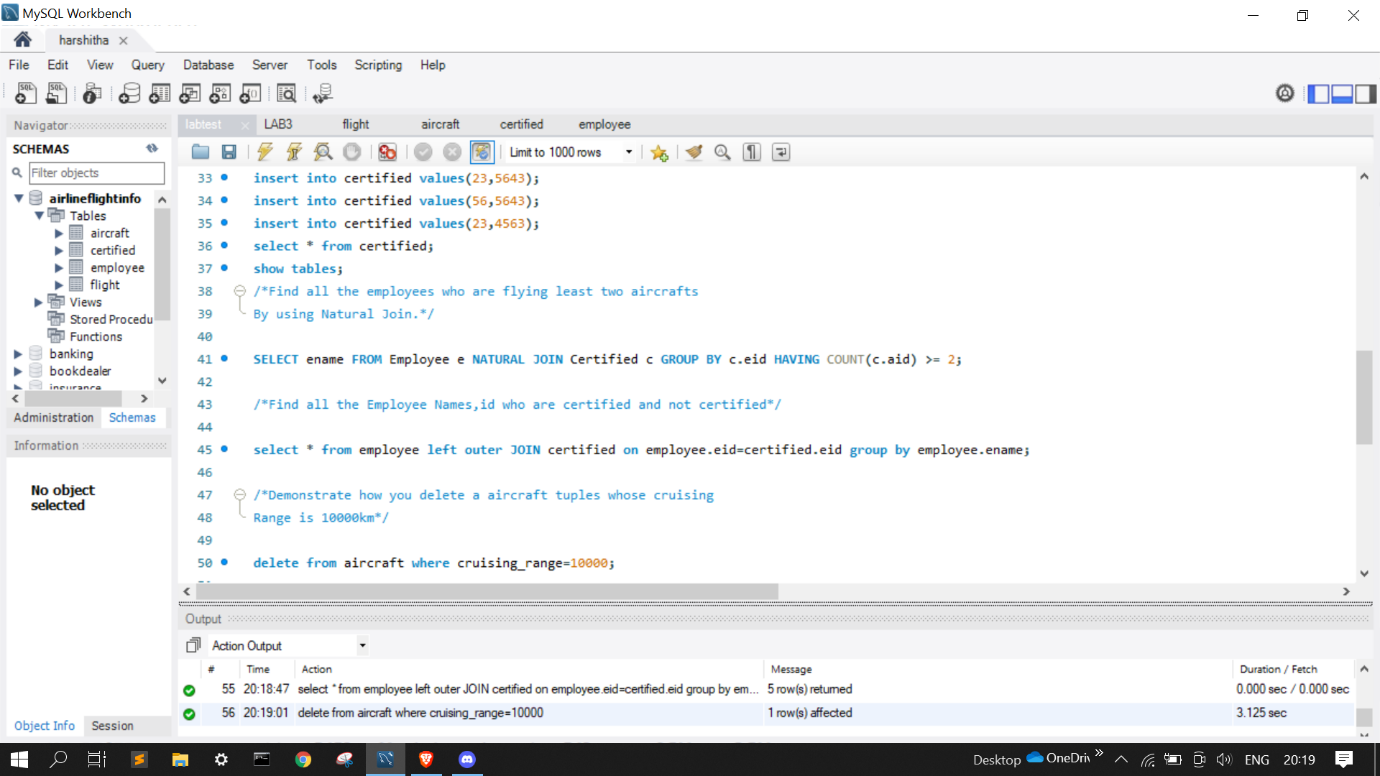 MySQL Workbench
harshitha
File Edit View Query Database Server Tools Scripting Help
Navigator
SCHEMAS
Filter objects
airlineflightinfo
Tables
aircraft
certified
employee
flight
Views
Stored Procedu
Functions
banking
bookdealer
insurance
Administration Schemas
Information
No object
selected
Object Info Session
labtest LAB3 flight aircraft certified employee
Limit to 1000 rows
33 insert into certified values(23,5643);
34 insert into certified values(56,5643);
35 insert into certified values(23,4563);
36 select * from certified;
37 show tables;
38 /*Find all the employees who are flying least two aircrafts
39 By using Natural Join.*/
40
41 SELECT ename FROM Employee e NATURAL JOIN Certified c GROUP BY c.eid HAVING COUNT(c.aid) >= 2;
42
43 /*Find all the Employee Names,id who are certified and not certified*/
44
45 select * from employee left outer JOIN certified on employee.eid=certified.eid group by employee.ename;
46
47 /*Demonstrate how you delete a aircraft tuples whose cruising
48 Range is 10000km*/
49
50 delete from aircraft where cruising_range=10000;
Output
Action Output
# Time Action Message Duration / Fetch
55 20:18:47 select * from employee left outer JOIN certified on employee.eid=certified.eid group by em... 5 row(s) returned 0.000 sec / 0.000 sec
56 20:19:01 delete from aircraft where cruising_range=10000 1 row(s) affected 3.125 sec
Desktop OneDriv ENG 20:19